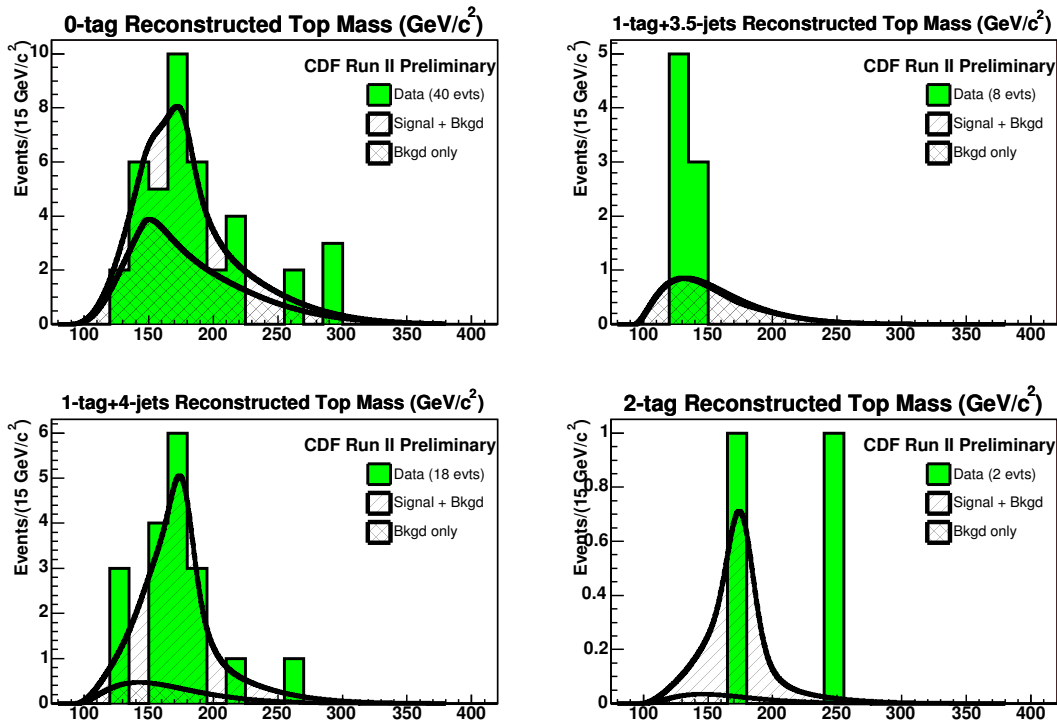 0-tag Reconstructed Top Mass (GeV/c²)
Events/(15 GeV/c²)
10
8
6
4
2
0
100 150 200 250 300 350 400
CDF Run II Preliminary
Data (40 evts)
Signal + Bkgd
Bkgd only
1-tag+3.5-jets Reconstructed Top Mass (GeV/c²)
Events/(15 GeV/c²)
5
4
3
2
1
0
100 150 200 250 300 350 400
CDF Run II Preliminary
Data (8 evts)
Signal + Bkgd
Bkgd only
1-tag+4-jets Reconstructed Top Mass (GeV/c²)
Events/(15 GeV/c²)
6
5
4
3
2
1
0
100 150 200 250 300 350 400
CDF Run II Preliminary
Data (18 evts)
Signal + Bkgd
Bkgd only
2-tag Reconstructed Top Mass (GeV/c²)
Events/(15 GeV/c²)
1
0.8
0.6
0.4
0.2
0
100 150 200 250 300 350 400
CDF Run II Preliminary
Data (2 evts)
Signal + Bkgd
Bkgd only